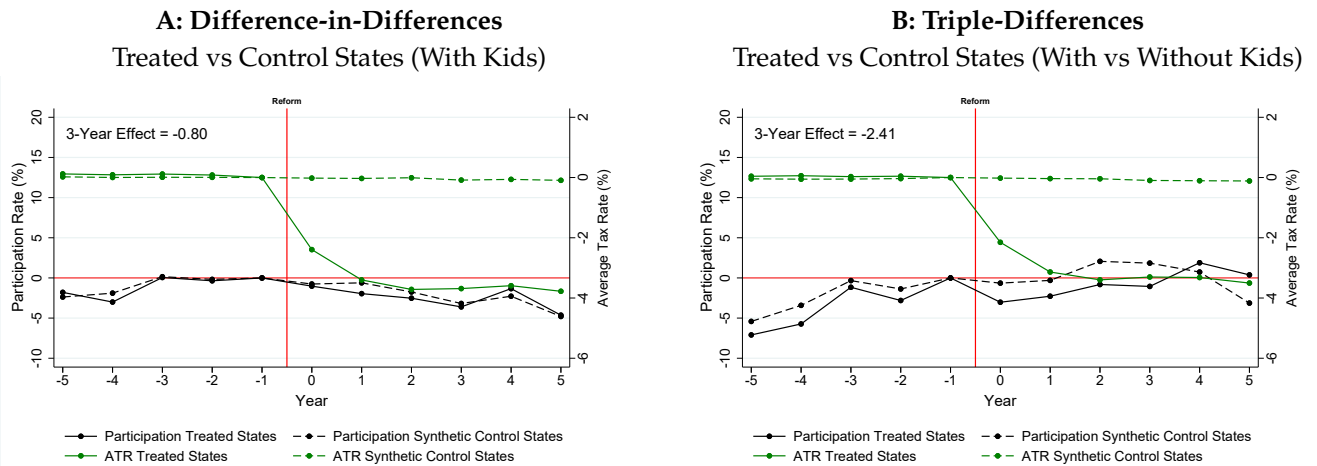 A: Difference-in-Differences
Treated vs Control States (With Kids)
Reform
3-Year Effect = -0.80
20
15
10
5
0
-5
-10
Participation Rate (%)
2
0
-2
-4
-6
Average Tax Rate (%)
-5 -4 -3 -2 -1 0 1 2 3 4 5
Year
Participation Treated States Participation Synthetic Control States
ATR Treated States ATR Synthetic Control States
B: Triple-Differences
Treated vs Control States (With vs Without Kids)
Reform
3-Year Effect = -2.41
20
15
10
5
0
-5
-10
Participation Rate (%)
2
0
-2
-4
-6
Average Tax Rate (%)
-5 -4 -3 -2 -1 0 1 2 3 4 5
Year
Participation Treated States Participation Synthetic Control States
ATR Treated States ATR Synthetic Control States